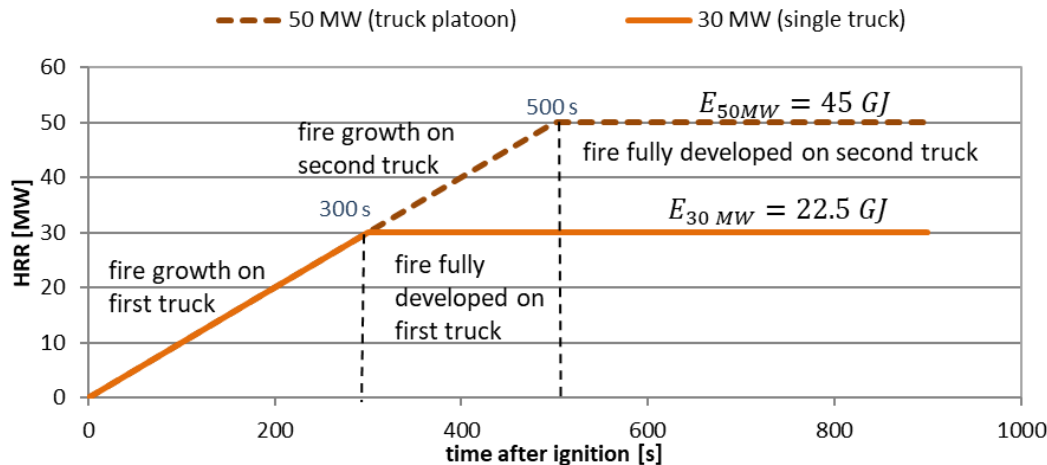 50 MW (truck platoon)
30 MW (single truck)
60
50
40
30
20
10
0
HRR [MW]
500 s
E50MW = 45 GJ
fire growth on
second truck
fire fully developed on second truck
300 s
E30 MW = 22.5 GJ
fire growth on
first truck
fire fully
developed on
first truck
0
200
400
600
800
1000
time after ignition [s]